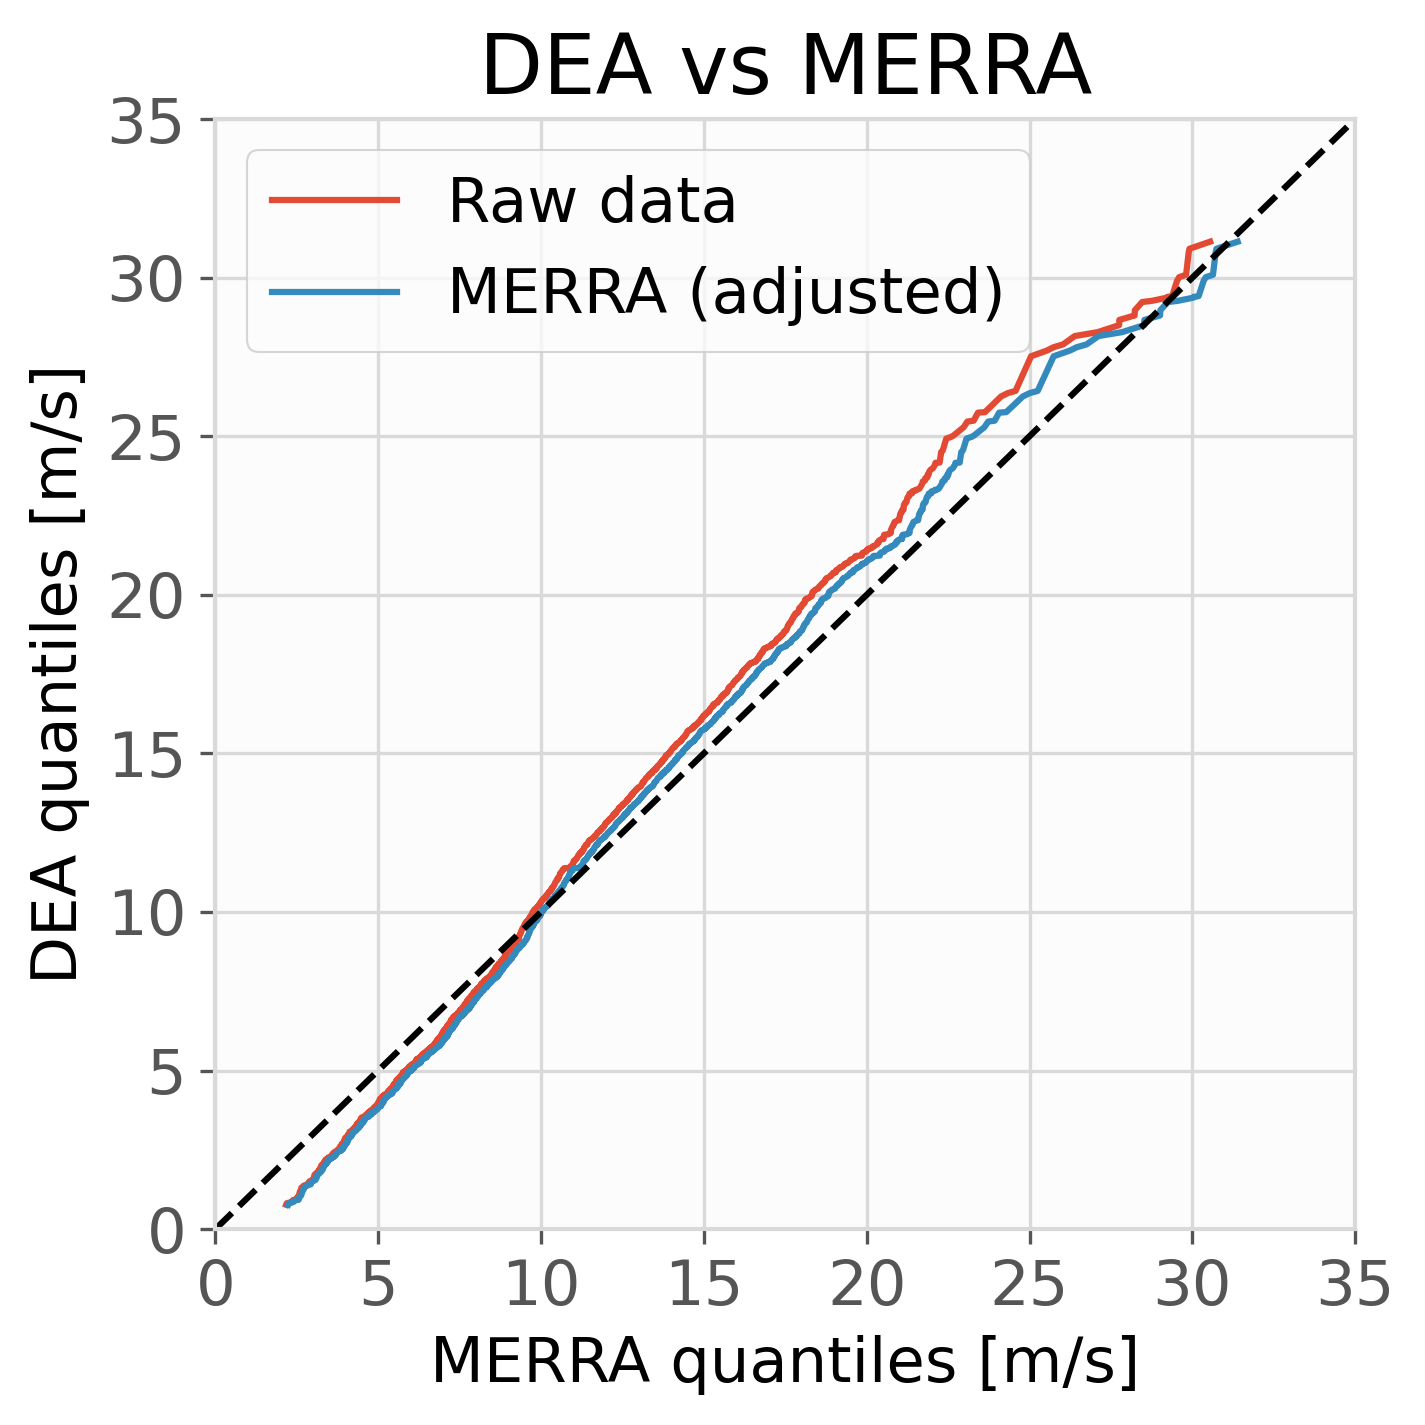 DEA vs MERRA
Raw data
MERRA (adjusted)
DEA quantiles [m/s]
35
30
25
20
15
10
5
0
0 5 10 15 20 25 30 35
MERRA quantiles [m/s]